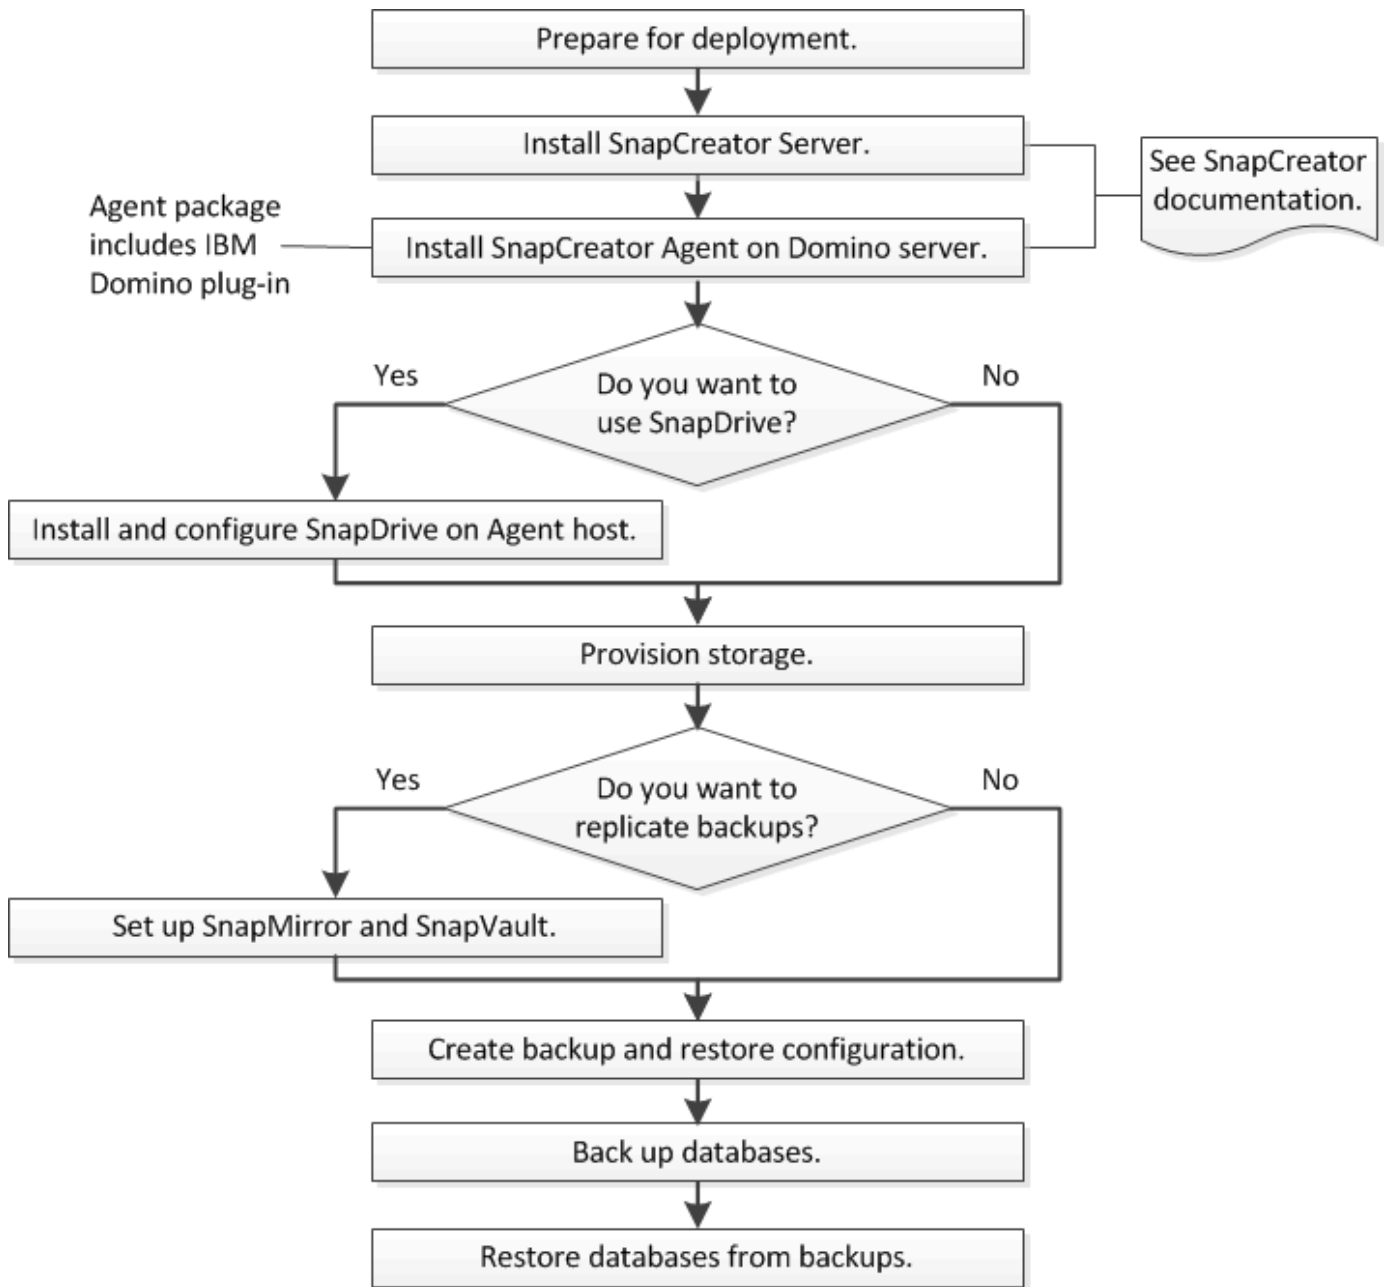 Prepare for deployment.
Install SnapCreator Server.
See SnapCreator
documentation.
Agent package
includes IBM
Domino plug-in
Install SnapCreator Agent on Domino server.
Yes
Do you want to
use SnapDrive?
No
Install and configure SnapDrive on Agent host.
Provision storage.
Yes
Do you want to
replicate backups?
No
Set up SnapMirror and SnapVault.
Create backup and restore configuration.
Back up databases.
Restore databases from backups.